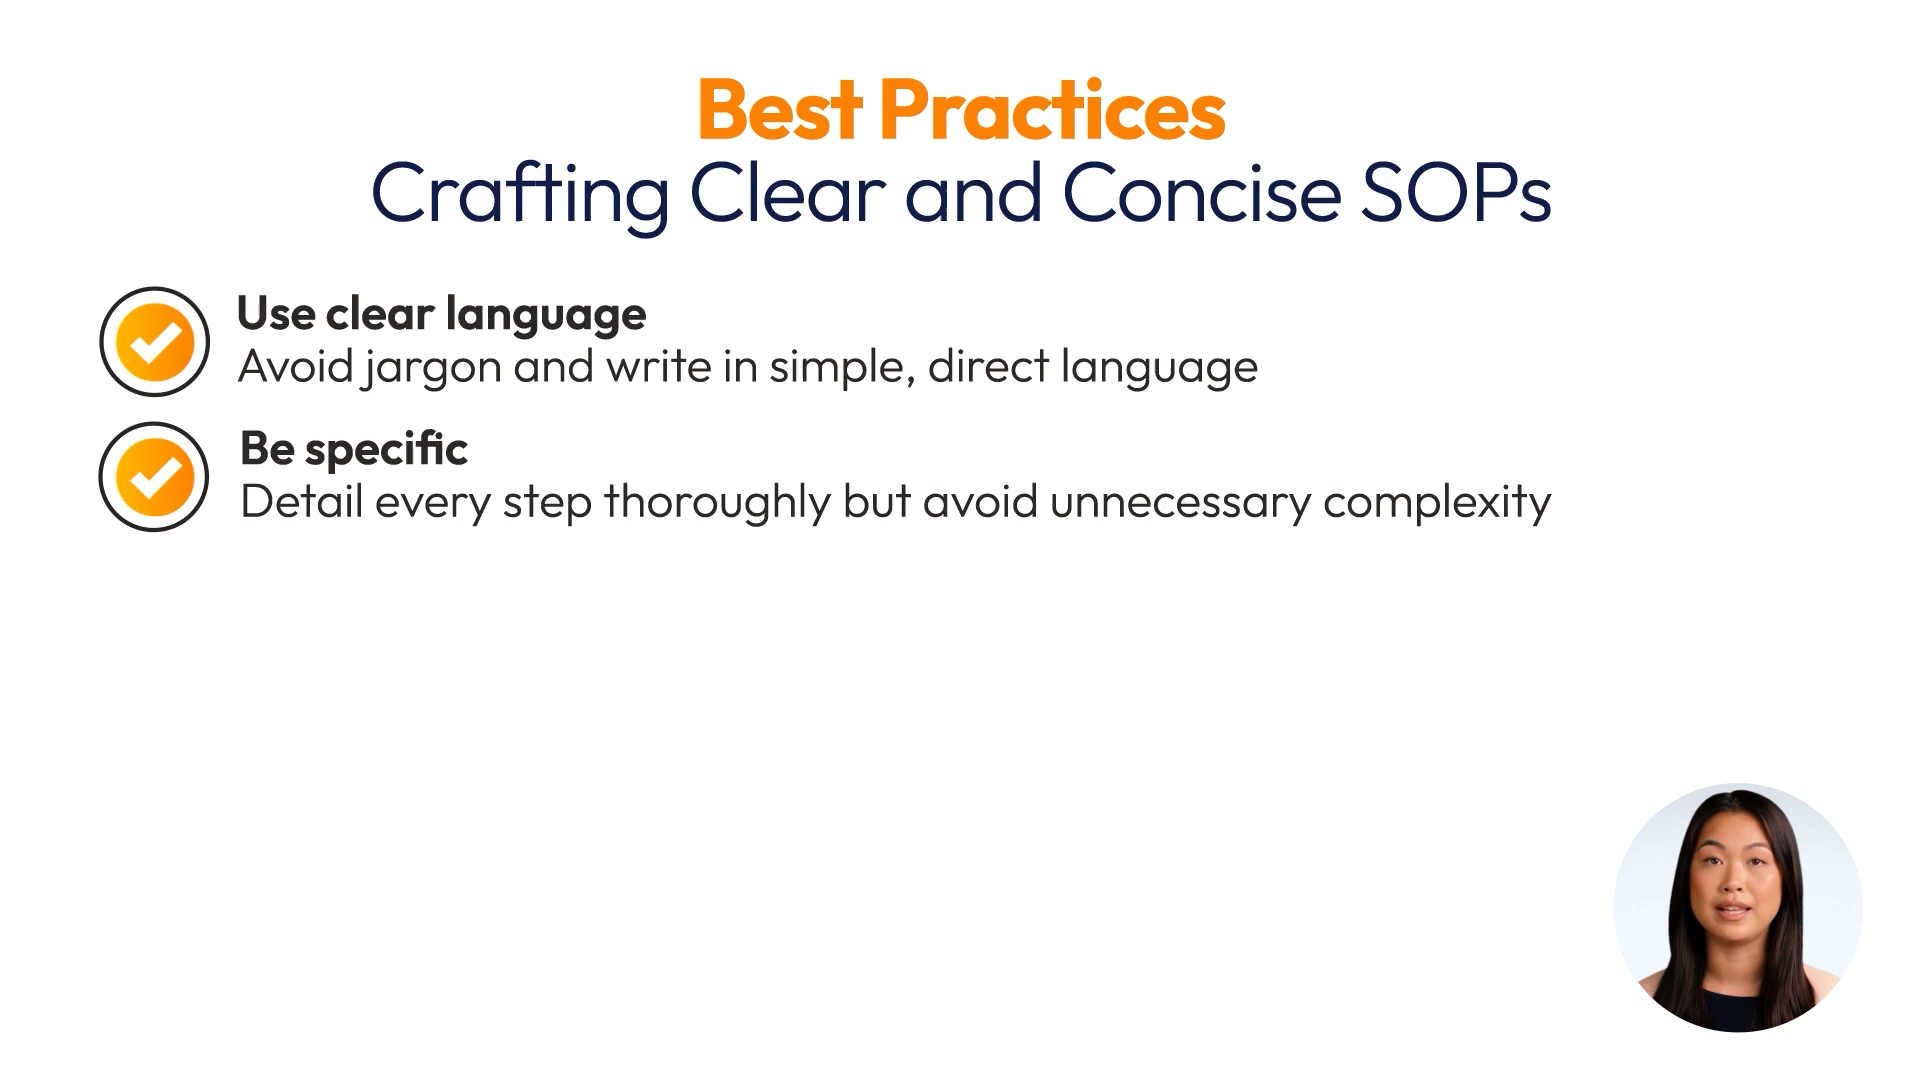 Best Practices
Crafting Clear and Concise SOPs
Use clear language
Avoid jargon and write in simple, direct language
Be specific
Detail every step thoroughly but avoid unnecessary complexity